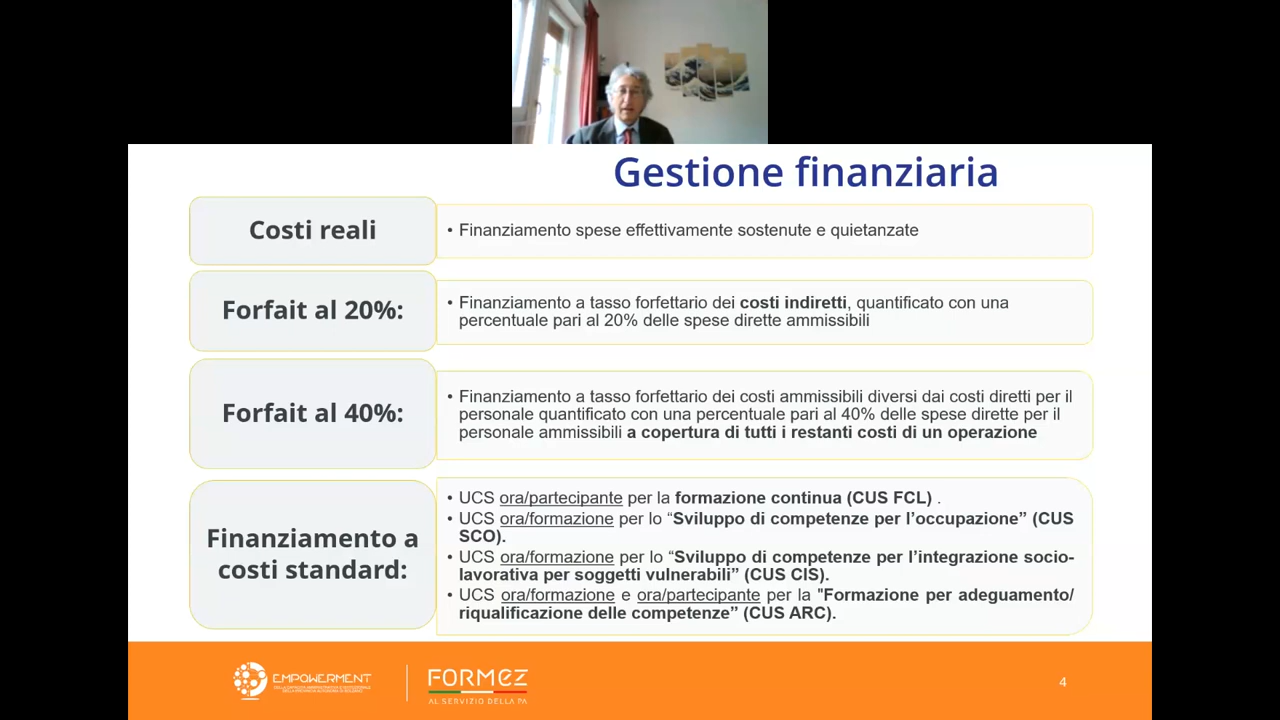 Gestione finanziaria
Costi reali
• Finanziamento spese effettivamente sostenute e quietanzate
Forfait al 20%:
• Finanziamento a tasso forfettario dei costi indiretti, quantificato con una
percentuale pari al 20% delle spese dirette ammissibili
Forfait al 40%:
• Finanziamento a tasso forfettario dei costi ammissibili diversi dai costi diretti per il
personale quantificato con una percentuale pari al 40% delle spese dirette per il
personale ammissibili a copertura di tutti i restanti costi di un operazione
Finanziamento a
costi standard:
• UCS ora/partecipante per la formazione continua (CUS FCL) .
• UCS ora/formazione per lo “Sviluppo di competenze per l’occupazione” (CUS
SCO).
• UCS ora/formazione per lo “Sviluppo di competenze per l’integrazione socio-
lavorativa per soggetti vulnerabili” (CUS CIS).
• UCS ora/formazione e ora/partecipante per la "Formazione per adeguamento/
riqualificazione delle competenze” (CUS ARC).
EMPOWERMENT
FORMEZ
AL SERVIZIO DELLA PA
4